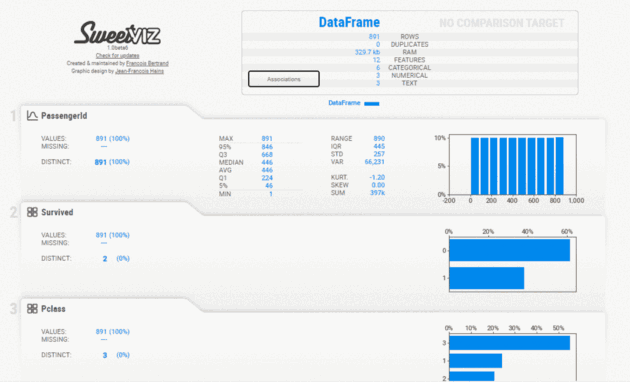 SweetVIZ
1.0beta6
Check for updates
Created & maintained by Francois Bertrand
Graphic design by Jean-Francois Hains
DataFrame
NO COMPARISON TARGET
891 ROWS
0 DUPLICATES
329.7 kb RAM
12 FEATURES
6 CATEGORICAL
3 NUMERICAL
3 TEXT
Associations
DataFrame
1 PassengerId
VALUES: 891 (100%)
MISSING: ---
DISTINCT: 891 (100%)
MAX 891
95% 846
Q3 668
MEDIAN 446
AVG 446
Q1 224
5% 46
MIN 1
RANGE 890
IQR 445
STD 257
VAR 66,231
KURT. -1.20
SKEW 0.00
SUM 397k
10%
5%
0%
-200 0 200 400 600 800 1,000
2 Survived
VALUES: 891 (100%)
MISSING: ---
DISTINCT: 2 (0%)
0% 20% 40% 60%
0
1
3 Pclass
VALUES: 891 (100%)
MISSING: ---
DISTINCT: 3 (0%)
0% 10% 20% 30% 40% 50%
3
1
2